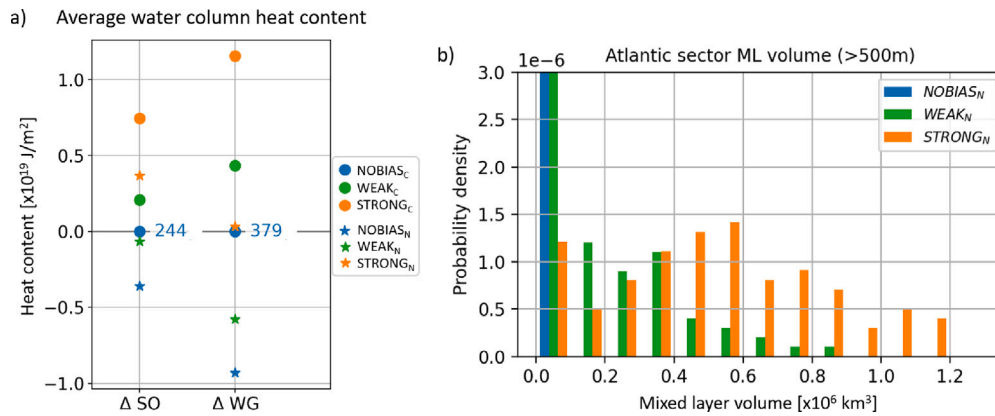 a) Average water column heat content
Heat content [x10¹⁹ J/m²]
1.0
0.5
0.0
−0.5
−1.0
244
379
Δ SO
Δ WG
NOBIAS_C
WEAK_C
STRONG_C
NOBIAS_N
WEAK_N
STRONG_N
b) Atlantic sector ML volume (>500m)
1e−6
Probability density
3.0
2.5
2.0
1.5
1.0
0.5
0.0
NOBIAS_N
WEAK_N
STRONG_N
0.0 0.2 0.4 0.6 0.8 1.0 1.2
Mixed layer volume [x10⁶ km³]